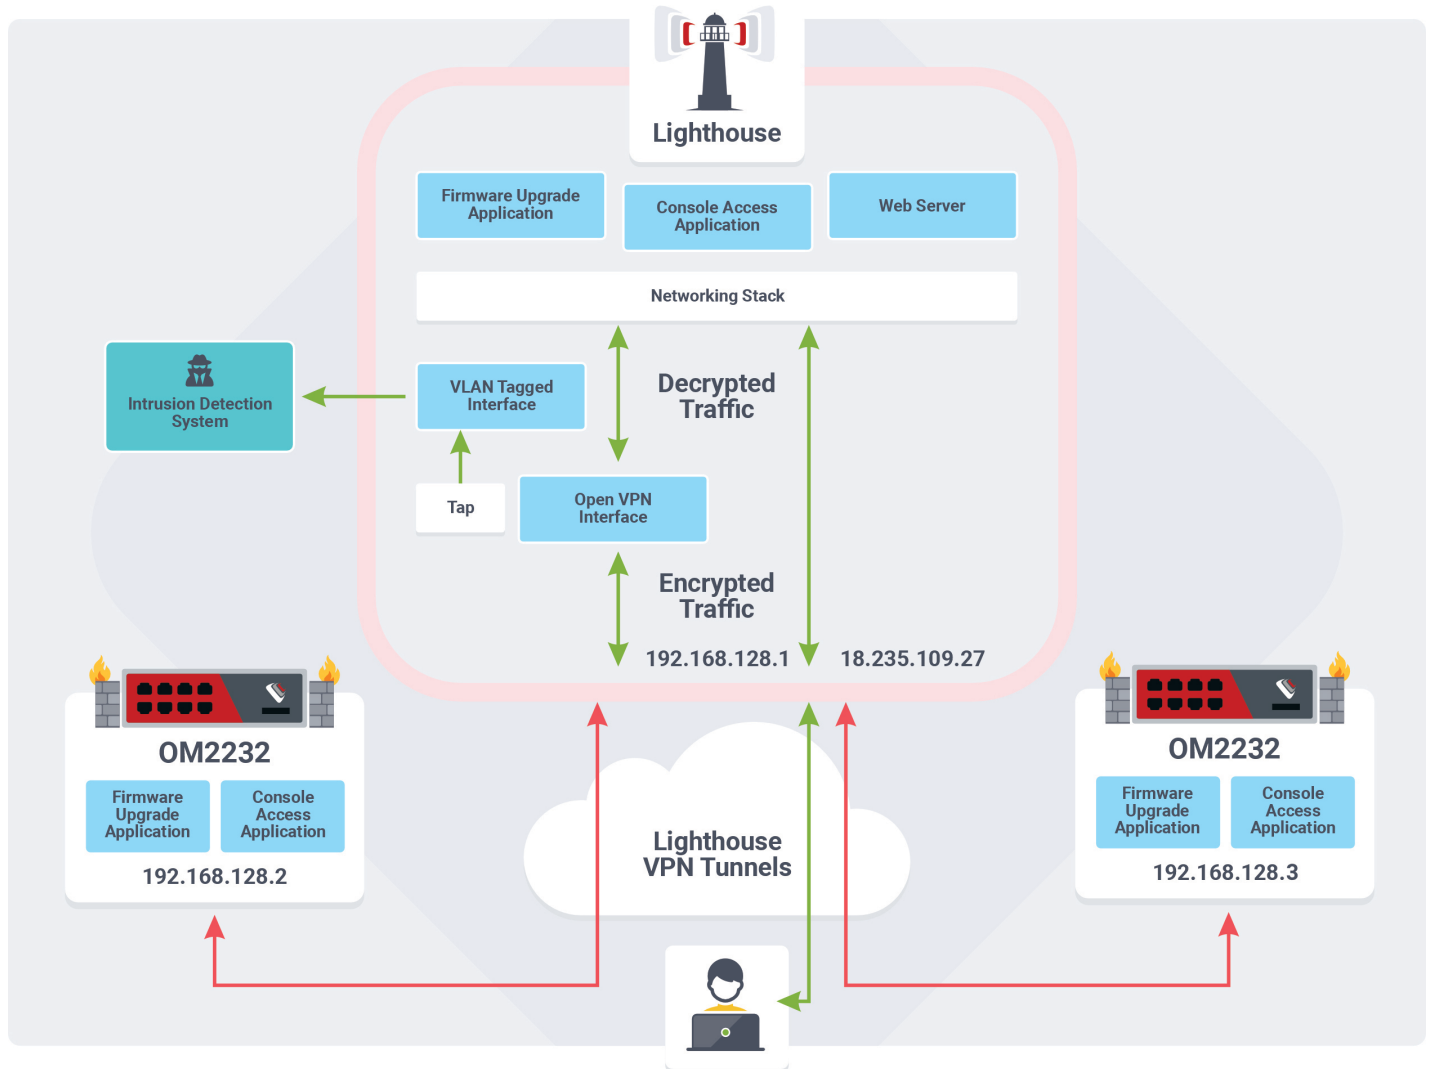 Lighthouse
Firmware Upgrade
Application
Console Access
Application
Web Server
Networking Stack
Intrusion Detection
System
VLAN Tagged
Interface
Decrypted
Traffic
Tap
Open VPN
Interface
Encrypted
Traffic
192.168.128.1
18.235.109.27
OM2232
Firmware
Upgrade
Application
Console
Access
Application
192.168.128.2
Lighthouse
VPN Tunnels
OM2232
Firmware
Upgrade
Application
Console
Access
Application
192.168.128.3